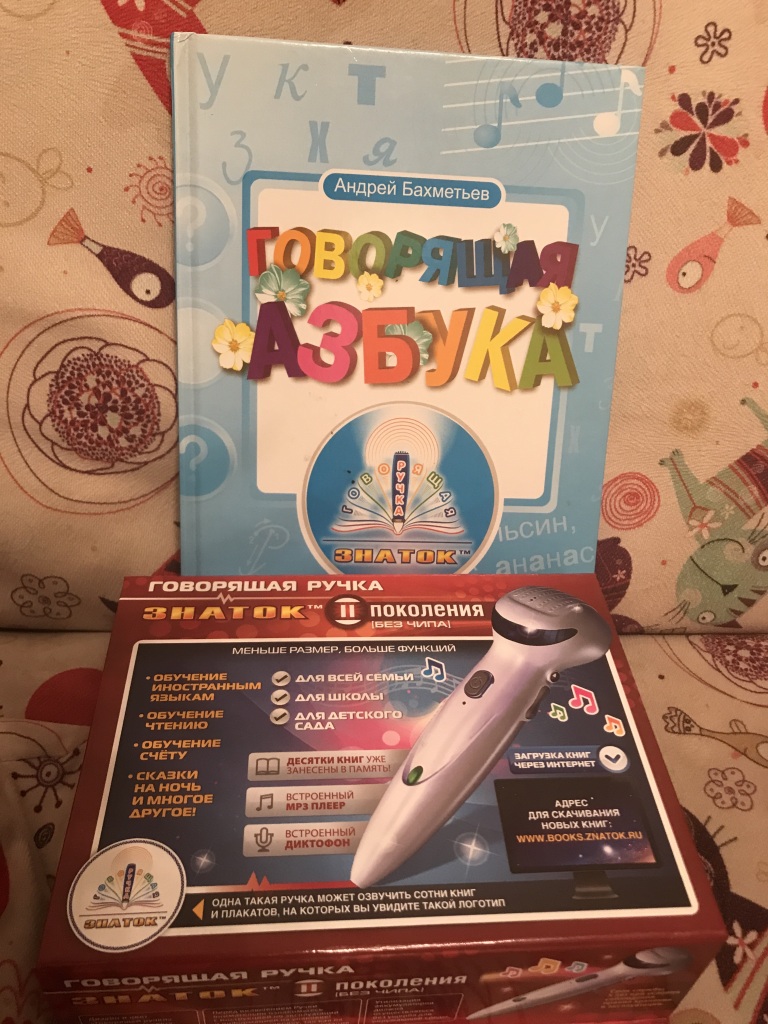 У К Т
З Х Я
Андрей Бахметьев
ГОВОРЯЩАЯ
АЗБУКА
у
т
х
ГОВОРЯЩАЯ
РУЧКА
ЗНАТОК™
льсин,
ананас
ГОВОРЯЩАЯ РУЧКА
ЗНАТОК™ II ПОКОЛЕНИЯ
[БЕЗ ЧИПА]
МЕНЬШЕ РАЗМЕР, БОЛЬШЕ ФУНКЦИЙ
• ОБУЧЕНИЕ
ИНОСТРАННЫМ
ЯЗЫКАМ
• ОБУЧЕНИЕ
ЧТЕНИЮ
• ОБУЧЕНИЕ
СЧЁТУ
• СКАЗКИ
НА НОЧЬ
И МНОГОЕ
ДРУГОЕ!
ДЛЯ ВСЕЙ СЕМЬИ
ДЛЯ ШКОЛЫ
ДЛЯ ДЕТСКОГО
САДА
ДЕСЯТКИ КНИГ УЖЕ
ЗАНЕСЕНЫ В ПАМЯТЬ!
ВСТРОЕННЫЙ
MP3 ПЛЕЕР
ВСТРОЕННЫЙ
ДИКТОФОН
ЗАГРУЗКА КНИГ
ЧЕРЕЗ ИНТЕРНЕТ
АДРЕС
ДЛЯ СКАЧИВАНИЯ
НОВЫХ КНИГ:
WWW.BOOKS.ZNATOK.RU
РУЧКА
ЗНАТОК™
ОДНА ТАКАЯ РУЧКА МОЖЕТ ОЗВУЧИТЬ СОТНИ КНИГ
И ПЛАКАТОВ, НА КОТОРЫХ ВЫ УВИДИТЕ ТАКОЙ ЛОГОТИП
ГОВОРЯЩАЯ РУЧКА
ЗНАТОК™ II ПОКОЛЕНИЯ
[БЕЗ ЧИПА]